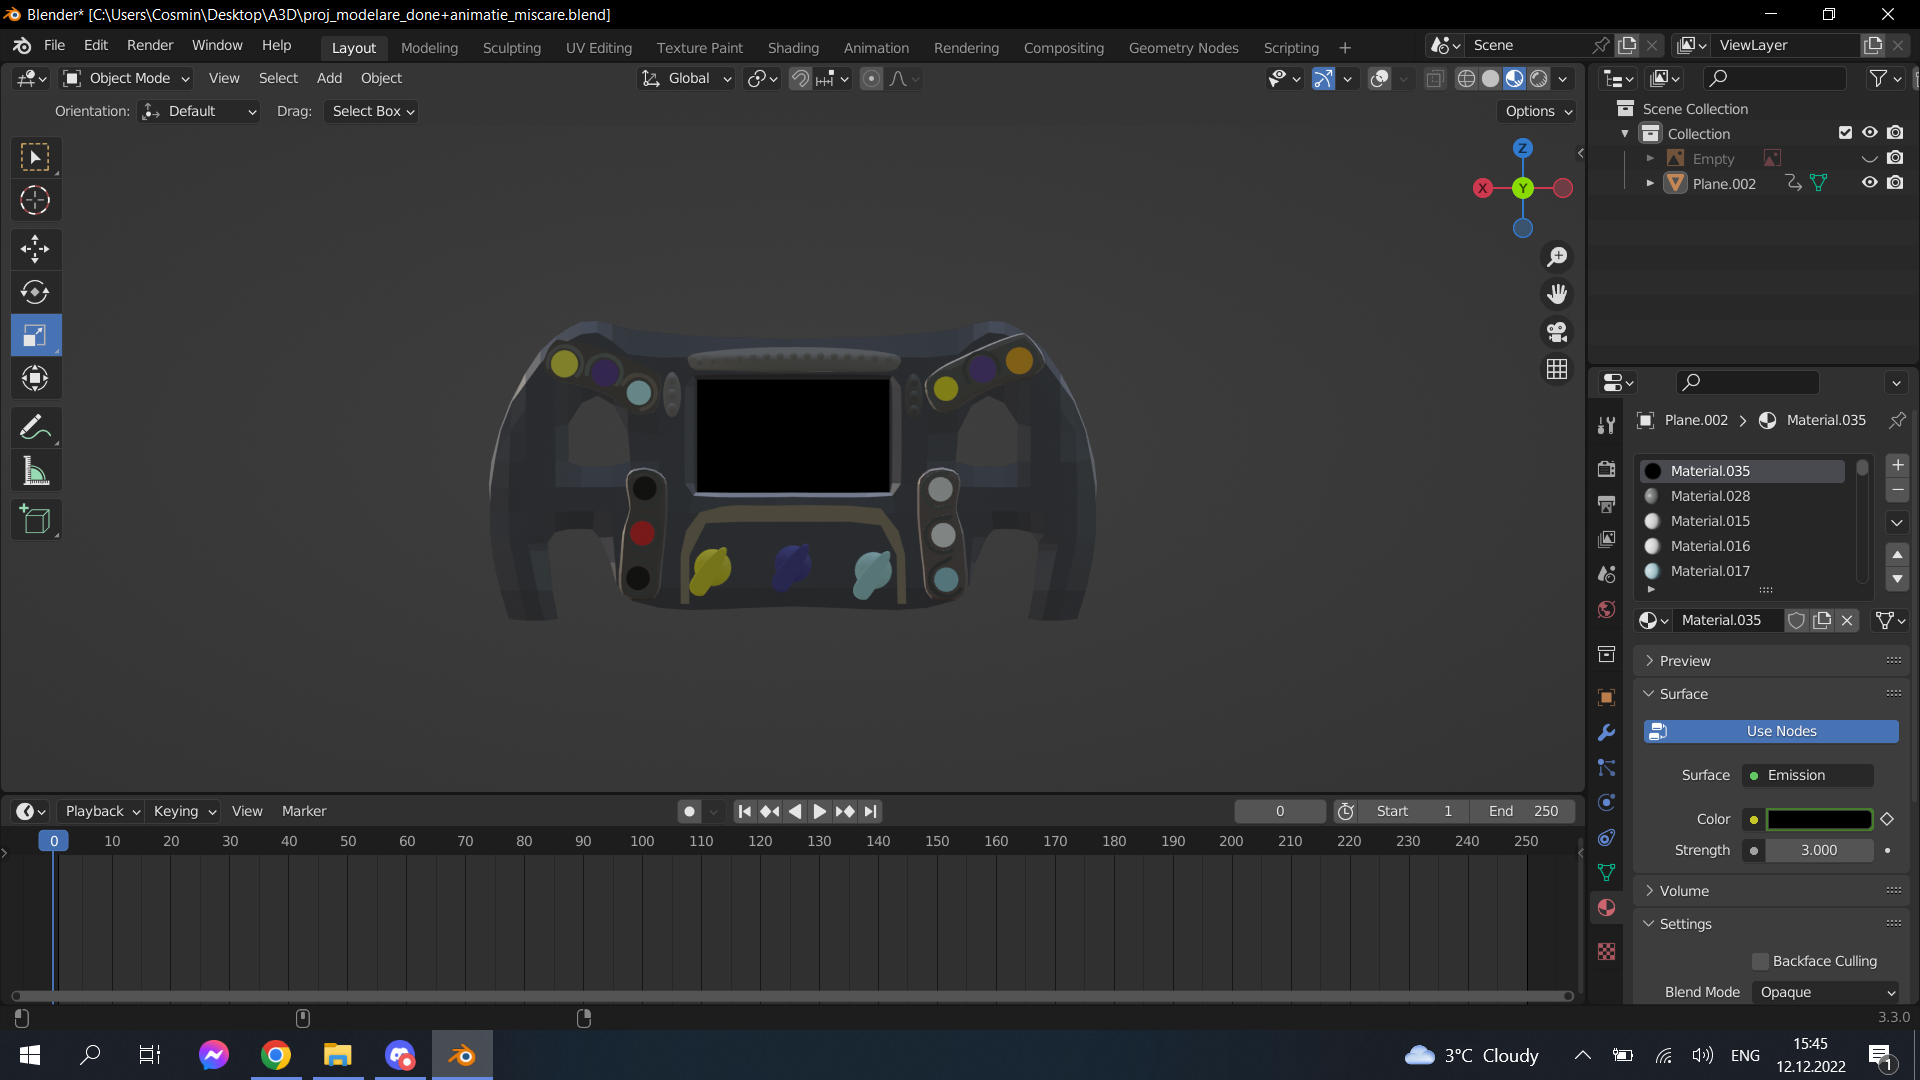 Blender* [C:\Users\Cosmin\Desktop\A3D\proj_modelare_done+animatie_miscare.blend]
File Edit Render Window Help Layout Modeling Sculpting UV Editing Texture Paint Shading Animation Rendering Compositing Geometry Nodes Scripting + Scene ViewLayer
Object Mode View Select Add Object Global
Orientation: Default Drag: Select Box Options
Scene Collection
Collection
Empty
Plane.002
Z
X
Y
Plane.002 > Material.035
Material.035
Material.028
Material.015
Material.016
Material.017
Material.035
Preview
Surface
Use Nodes
Surface Emission
Color
Strength 3.000
Volume
Settings
Backface Culling
Blend Mode Opaque
Playback Keying View Marker 0 Start 1 End 250
0 10 20 30 40 50 60 70 80 90 100 110 120 130 140 150 160 170 180 190 200 210 220 230 240 250
3.3.0
3°C Cloudy ENG 15:45
12.12.2022
1